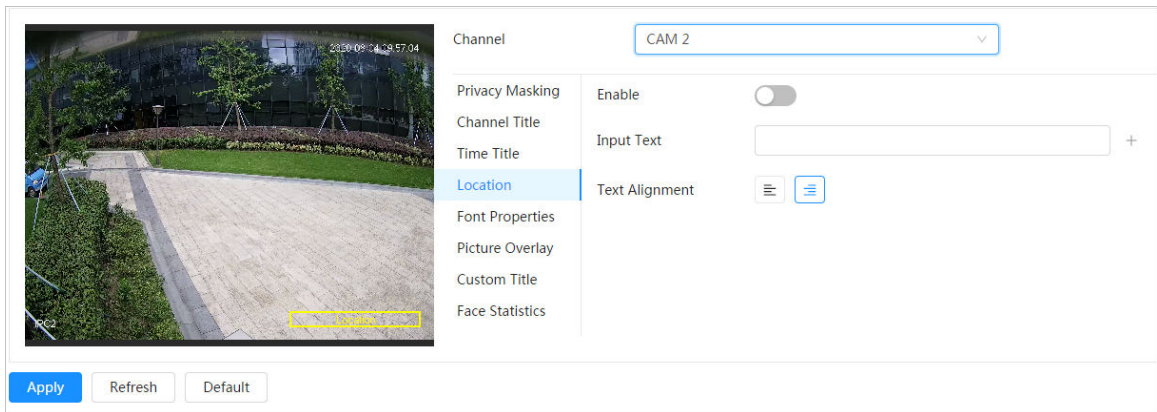 Channel
CAM 2
Privacy Masking
Channel Title
Time Title
Location
Font Properties
Picture Overlay
Custom Title
Face Statistics
Enable
Input Text
Text Alignment
Location
IPC2
Apply
Refresh
Default